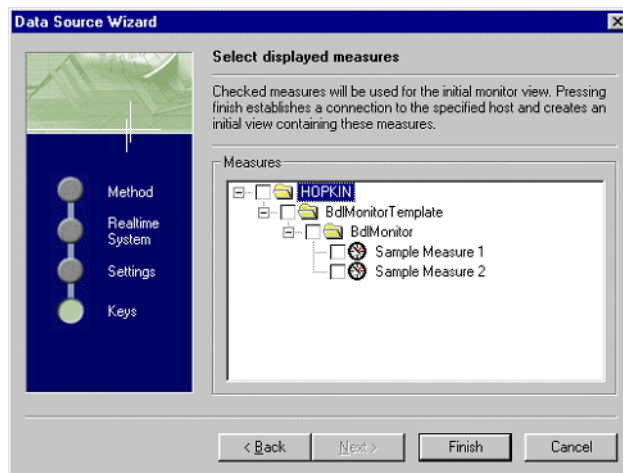 Data Source Wizard
Select displayed measures
Checked measures will be used for the initial monitor view. Pressing
finish establishes a connection to the specified host and creates an
initial view containing these measures.
Method
Realtime
System
Settings
Keys
Measures
HOPKIN
BdlMonitorTemplate
BdlMonitor
Sample Measure 1
Sample Measure 2
< Back
Next >
Finish
Cancel